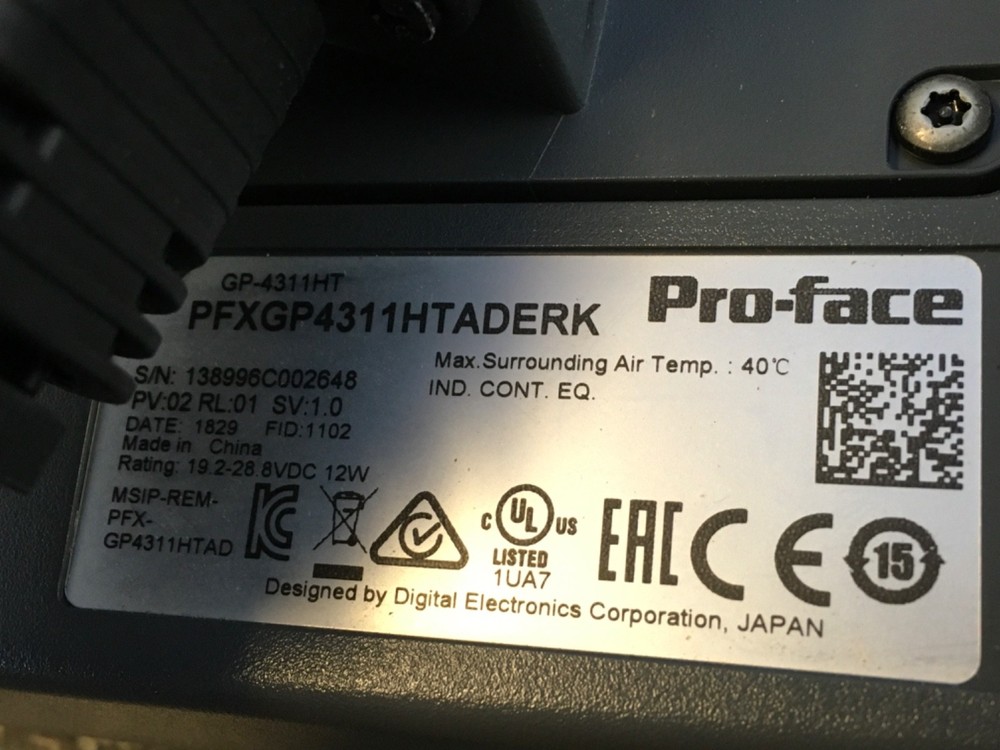 GP-4311HT
PFXGP4311HTADERK
Pro-face
Max.Surrounding Air Temp. : 40℃
IND. CONT. EQ.
S/N: 138996C002648
PV:02 RL:01 SV:1.0
DATE: 1829 FID:1102
Made in China
Rating: 19.2-28.8VDC 12W
MSIP-REM-
PFX-
GP4311HTAD
C UL US
LISTED
1UA7
EAC
CE
15
Designed by Digital Electronics Corporation, JAPAN